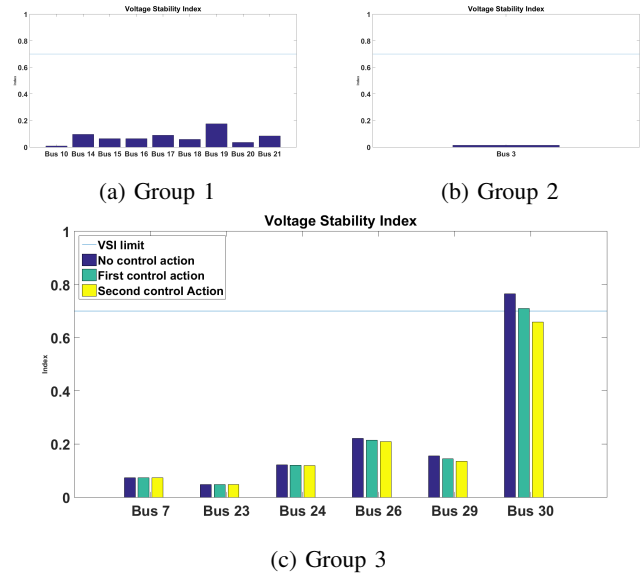 Voltage Stability Index
1
0.8
0.6
0.4
0.2
0
Index
Bus 10 Bus 14 Bus 15 Bus 16 Bus 17 Bus 18 Bus 19 Bus 20 Bus 21
(a) Group 1
Voltage Stability Index
1
0.8
0.6
0.4
0.2
0
Index
Bus 3
(b) Group 2
Voltage Stability Index
1
0.8
0.6
0.4
0.2
0
Index
VSI limit
No control action
First control action
Second control Action
Bus 7 Bus 23 Bus 24 Bus 26 Bus 29 Bus 30
(c) Group 3